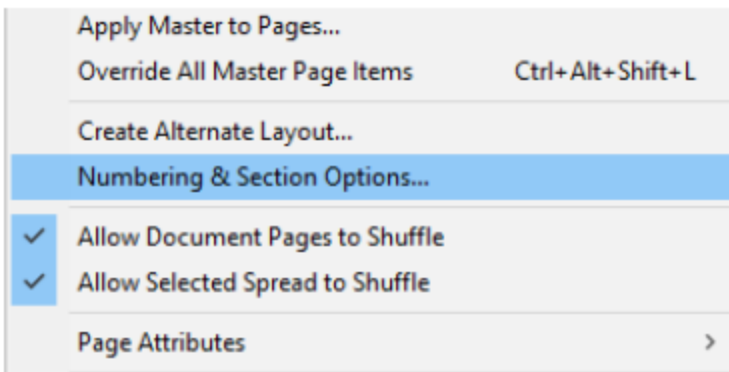 Apply Master to Pages...
Override All Master Page Items Ctrl+Alt+Shift+L
Create Alternate Layout...
Numbering & Section Options...
Allow Document Pages to Shuffle
Allow Selected Spread to Shuffle
Page Attributes